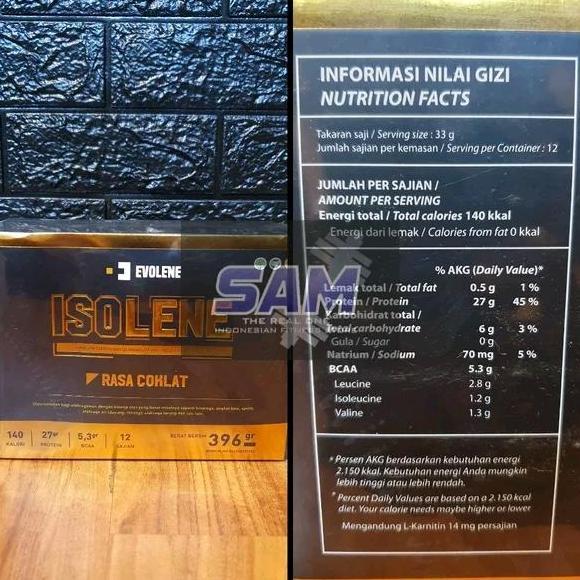 EVOLENE
ISOLENE
RASA COKLAT
140 27gr 5,3gr 12 BERAT BERSIH 396 gr
KALORI PROTEIN BCAA SAJIAN
SAM
THE REAL ONE
INDONESIAN FITNESS
INFORMASI NILAI GIZI
NUTRITION FACTS
Takaran saji / Serving size : 33 g
Jumlah sajian per kemasan / Serving per Container : 12
JUMLAH PER SAJIAN /
AMOUNT PER SERVING
Energi total / Total calories 140 kkal
Energi dari lemak / Calories from fat 0 kkal
% AKG (Daily Value)*
Lemak total / Total fat 0.5 g 1 %
Protein / Protein 27 g 45 %
Karbohidrat total /
Total carbohydrate 6 g 3 %
Gula / Sugar 0 g
Natrium / Sodium 70 mg 5 %
BCAA 5.3 g
Leucine 2.8 g
Isoleucine 1.2 g
Valine 1.3 g
* Persen AKG berdasarkan kebutuhan energi
2.150 kkal. Kebutuhan energi Anda mungkin
lebih tinggi atau lebih rendah.
* Percent Daily Values are based on a 2.150 kcal
diet. Your calorie needs maybe higher or lower
Mengandung L-Karnitin 14 mg persajian